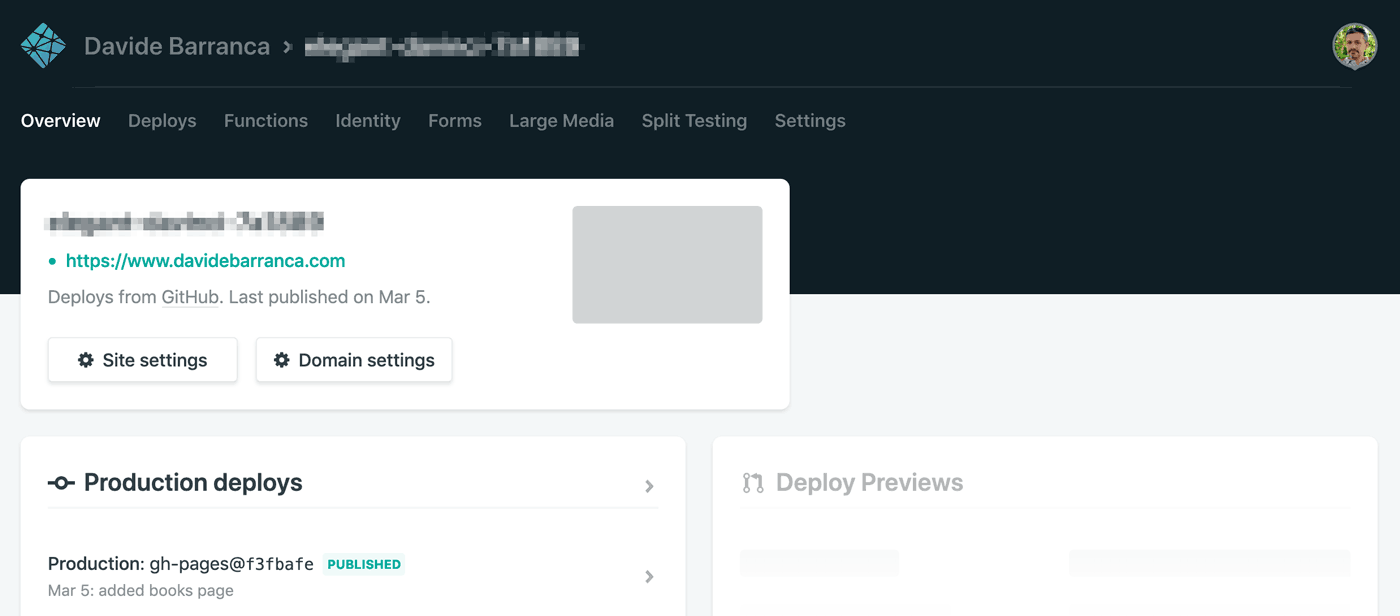 Davide Barranca >
Overview Deploys Functions Identity Forms Large Media Split Testing Settings
https://www.davidebarranca.com
Deploys from GitHub. Last published on Mar 5.
Site settings Domain settings
Production deploys
Deploy Previews
Production: gh-pages@f3fbafe PUBLISHED
Mar 5: added books page